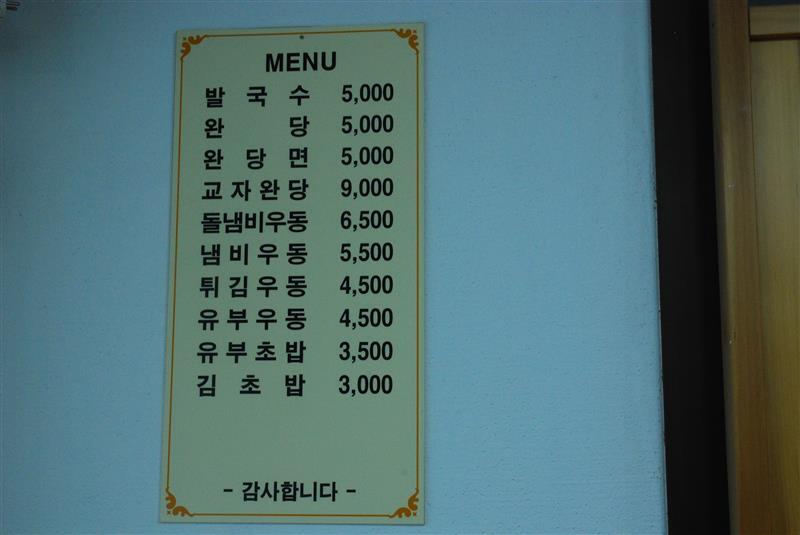 MENU
발국수 5,000
완당 5,000
완당면 5,000
교자완당 9,000
돌냄비우동 6,500
냄비우동 5,500
튀김우동 4,500
유부우동 4,500
유부초밥 3,500
김초밥 3,000
- 감사합니다 -